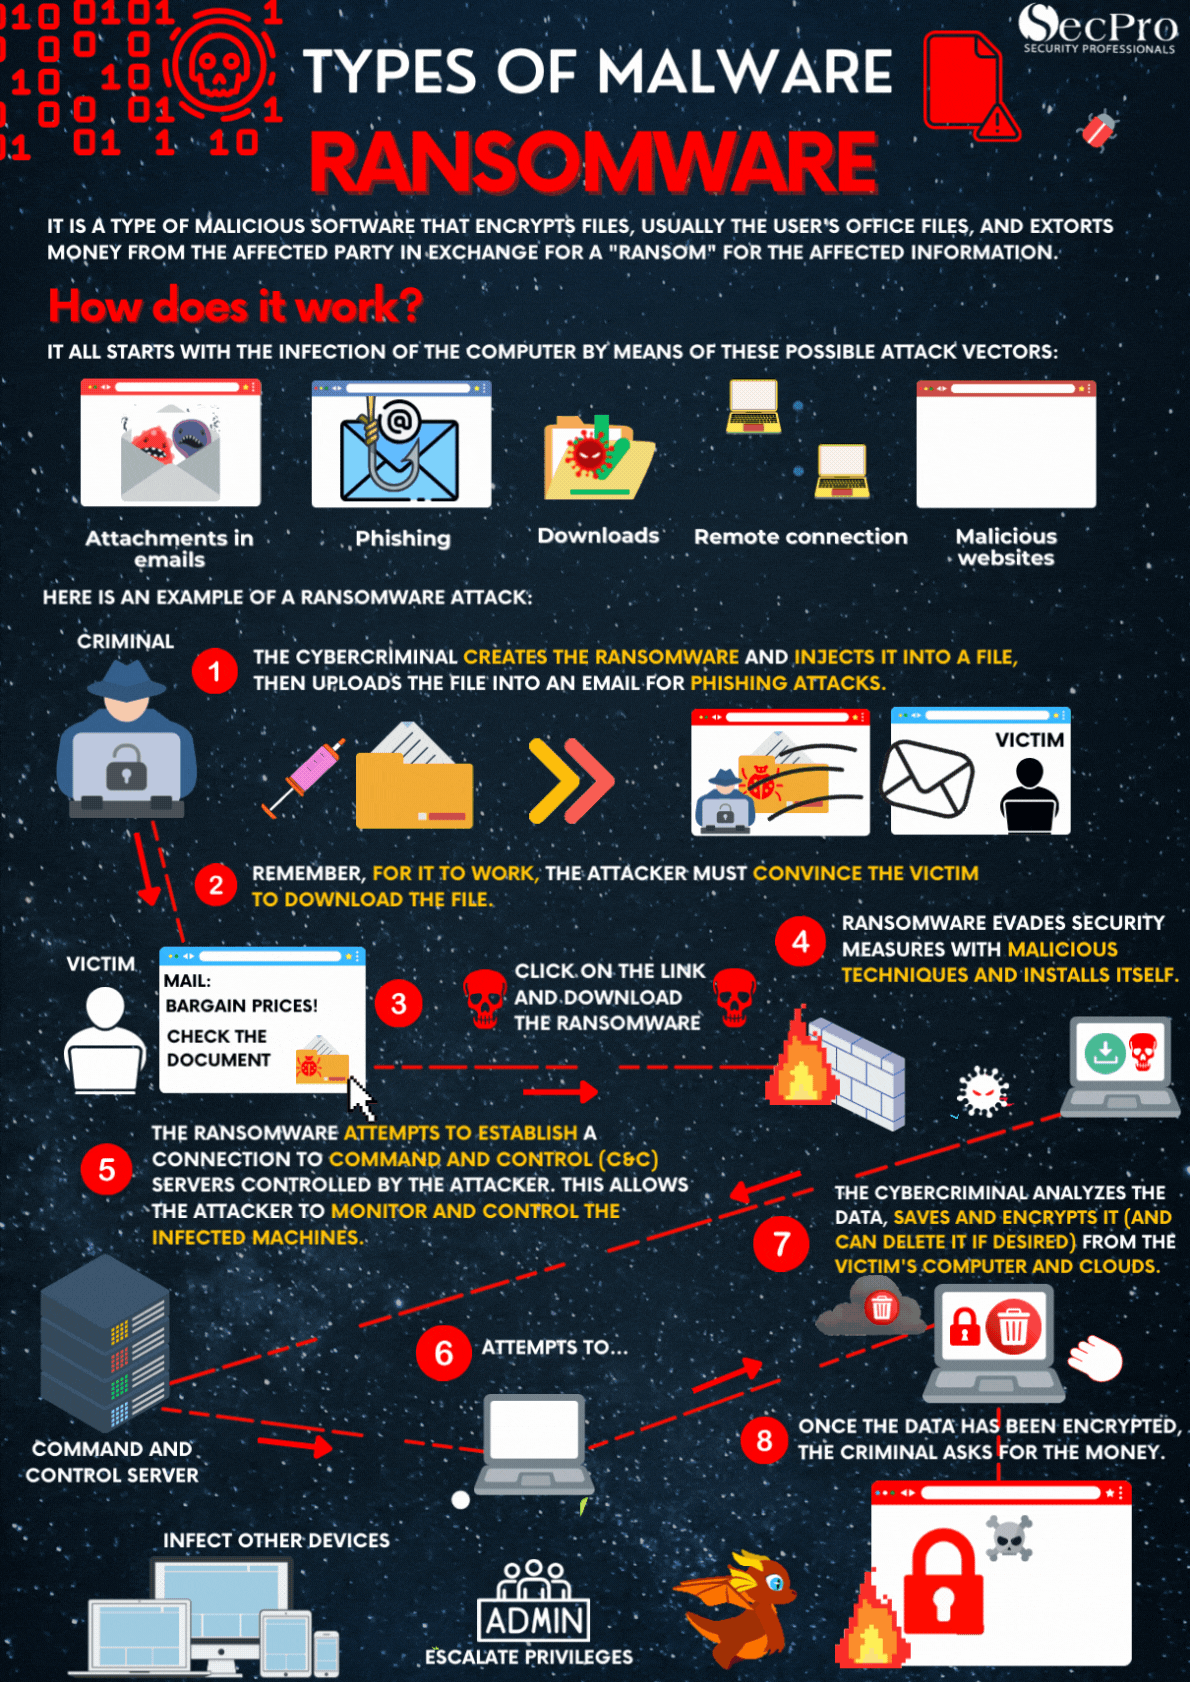 SecPro
SECURITY PROFESSIONALS
TYPES OF MALWARE
RANSOMWARE
IT IS A TYPE OF MALICIOUS SOFTWARE THAT ENCRYPTS FILES, USUALLY THE USER'S OFFICE FILES, AND EXTORTS
MONEY FROM THE AFFECTED PARTY IN EXCHANGE FOR A "RANSOM" FOR THE AFFECTED INFORMATION.
How does it work?
IT ALL STARTS WITH THE INFECTION OF THE COMPUTER BY MEANS OF THESE POSSIBLE ATTACK VECTORS:
@
Attachments in
emails
Phishing
Downloads
Remote connection
Malicious
websites
HERE IS AN EXAMPLE OF A RANSOMWARE ATTACK:
CRIMINAL
1
THE CYBERCRIMINAL CREATES THE RANSOMWARE AND INJECTS IT INTO A FILE,
THEN UPLOADS THE FILE INTO AN EMAIL FOR PHISHING ATTACKS.
VICTIM
2
REMEMBER, FOR IT TO WORK, THE ATTACKER MUST CONVINCE THE VICTIM
TO DOWNLOAD THE FILE.
VICTIM
MAIL:
BARGAIN PRICES!
CHECK THE
DOCUMENT
3
CLICK ON THE LINK
AND DOWNLOAD
THE RANSOMWARE
4
RANSOMWARE EVADES SECURITY
MEASURES WITH MALICIOUS
TECHNIQUES AND INSTALLS ITSELF.
5
THE RANSOMWARE ATTEMPTS TO ESTABLISH A
CONNECTION TO COMMAND AND CONTROL (C&C)
SERVERS CONTROLLED BY THE ATTACKER. THIS ALLOWS
THE ATTACKER TO MONITOR AND CONTROL THE
INFECTED MACHINES.
COMMAND AND
CONTROL SERVER
6
ATTEMPTS TO...
7
THE CYBERCRIMINAL ANALYZES THE
DATA, SAVES AND ENCRYPTS IT (AND
CAN DELETE IT IF DESIRED) FROM THE
VICTIM'S COMPUTER AND CLOUDS.
8
ONCE THE DATA HAS BEEN ENCRYPTED,
THE CRIMINAL ASKS FOR THE MONEY.
INFECT OTHER DEVICES
ADMIN
ESCALATE PRIVILEGES